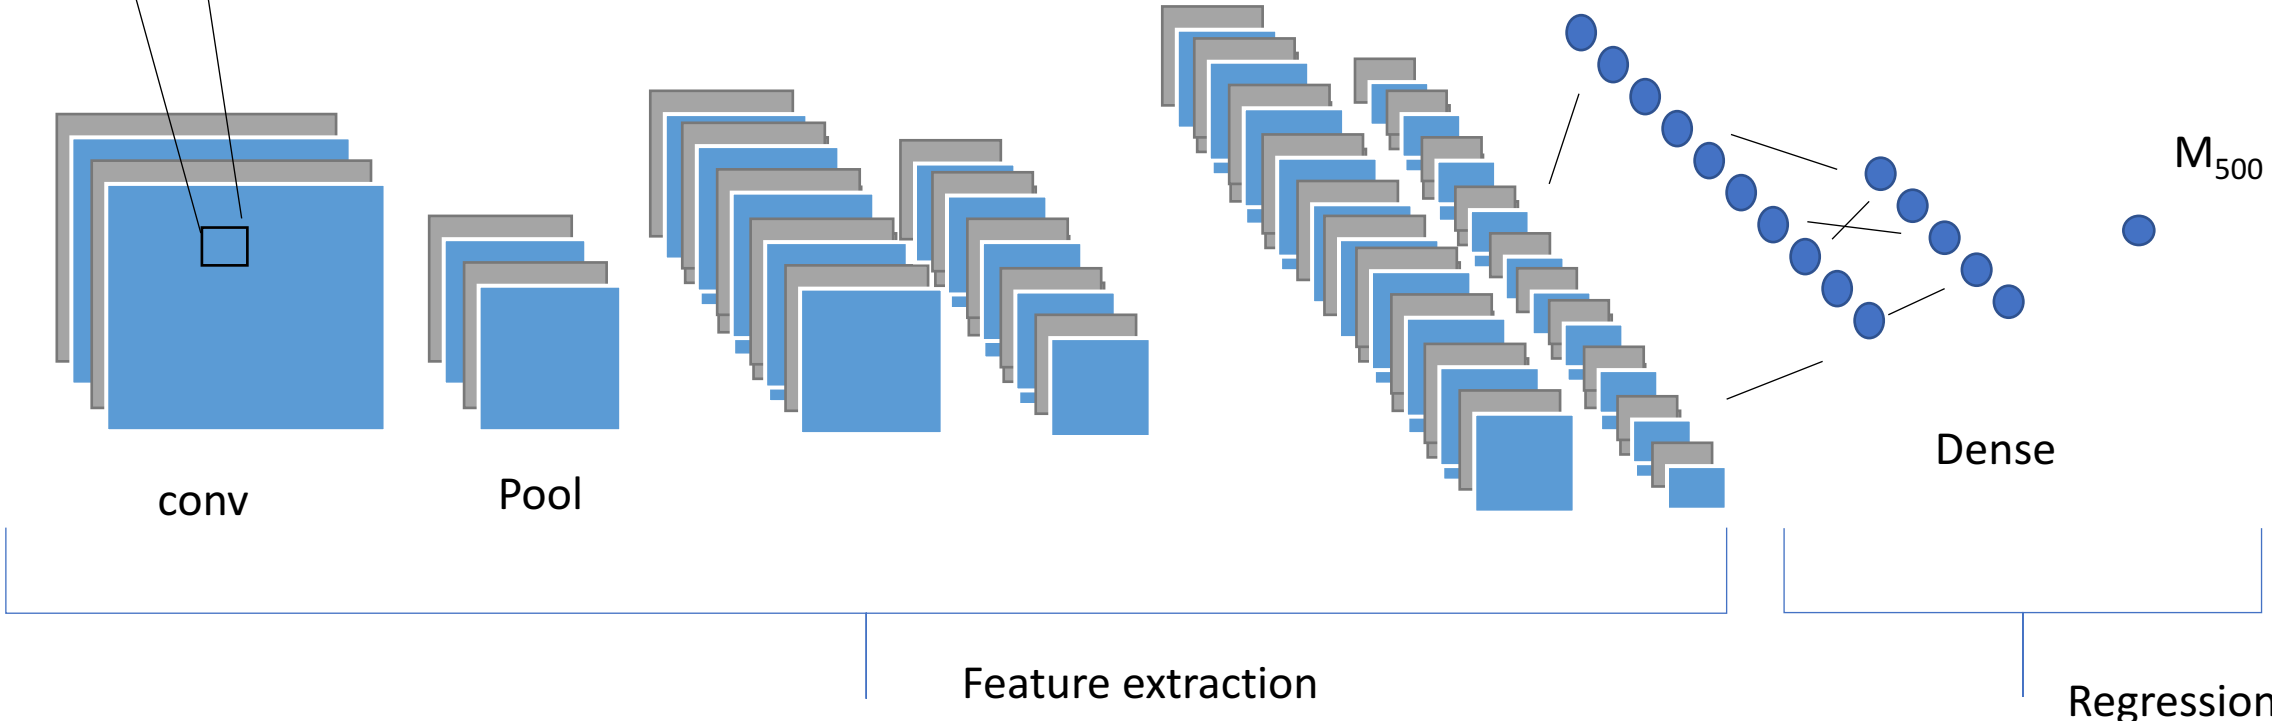 M₅₀₀
Dense
conv
Pool
Feature extraction
Regression